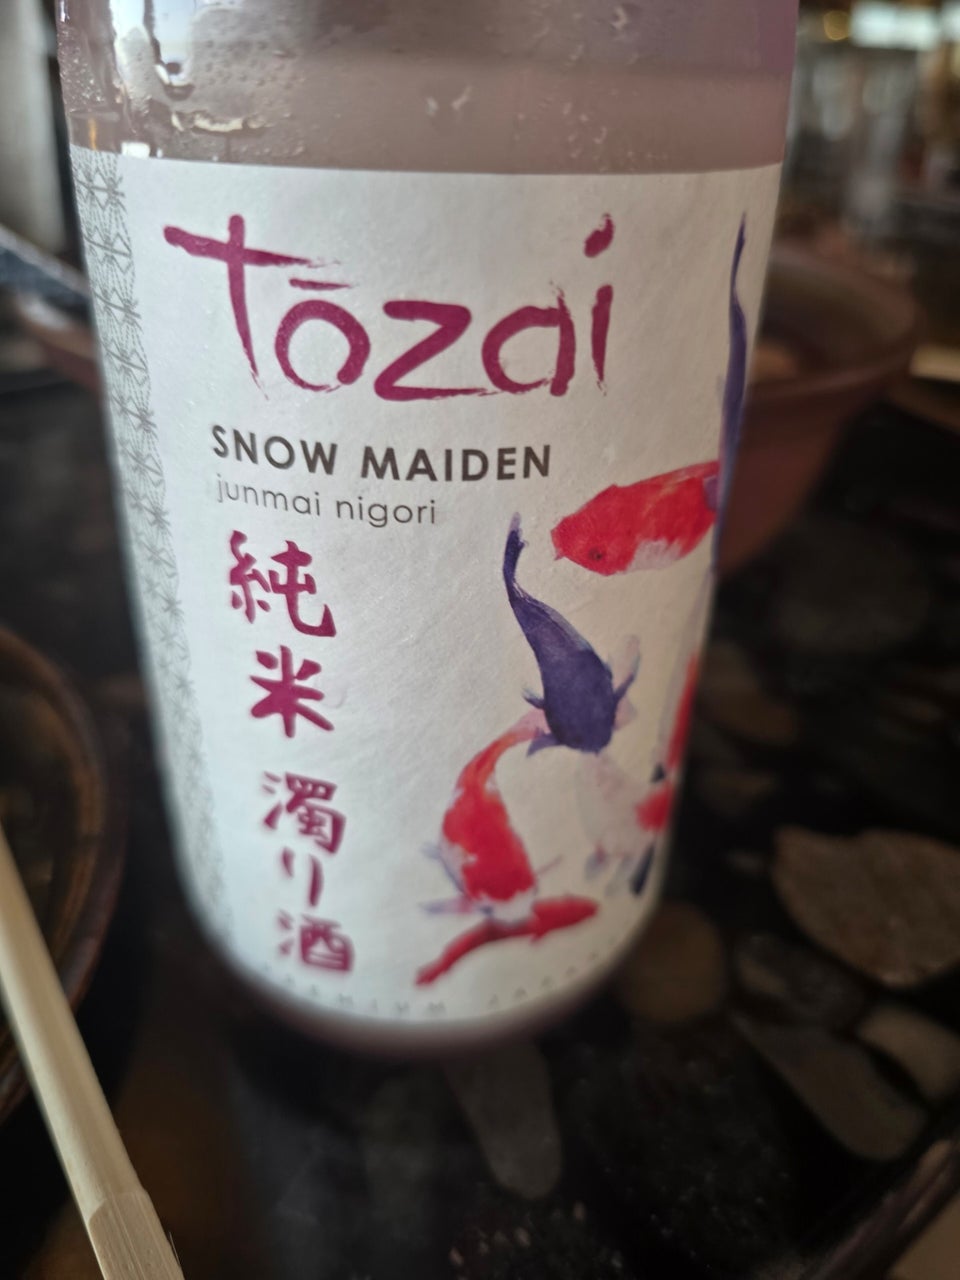 tōzai
SNOW MAIDEN
junmai nigori
純米 濁り酒